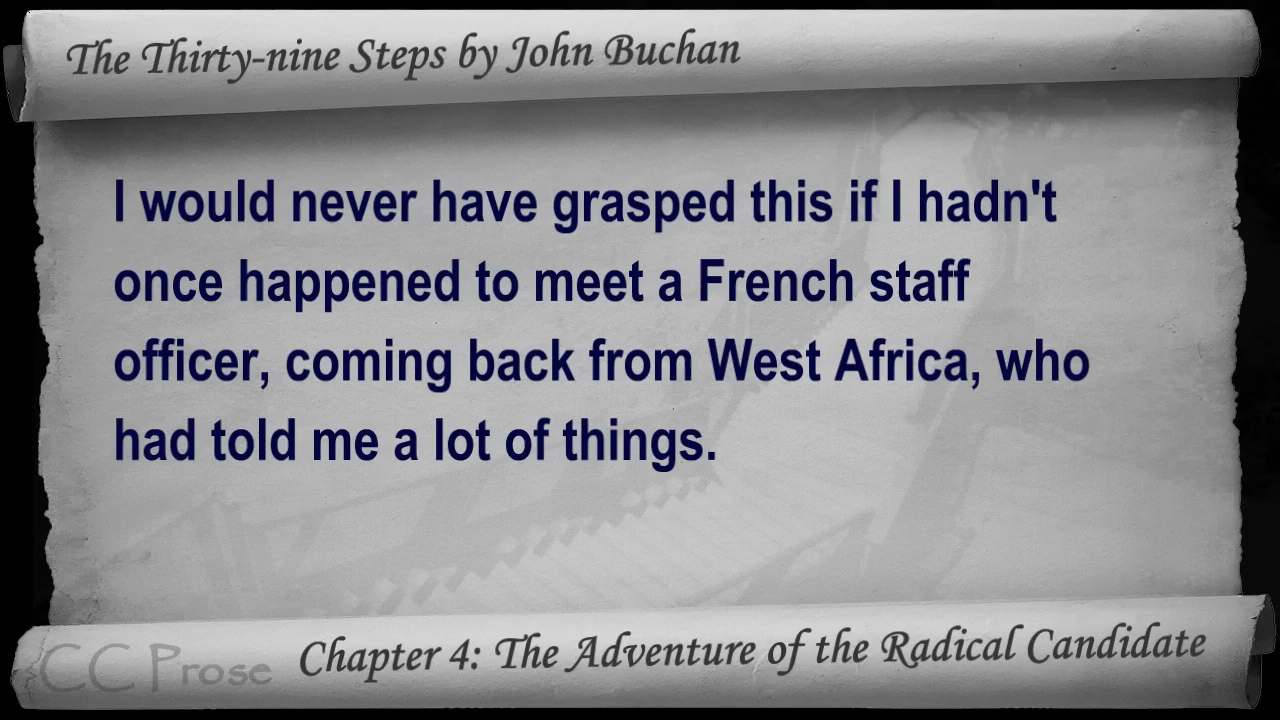 The Thirty-nine Steps by John Buchan
I would never have grasped this if I hadn't
once happened to meet a French staff
officer, coming back from West Africa, who
had told me a lot of things.
CC Prose
Chapter 4: The Adventure of the Radical Candidate